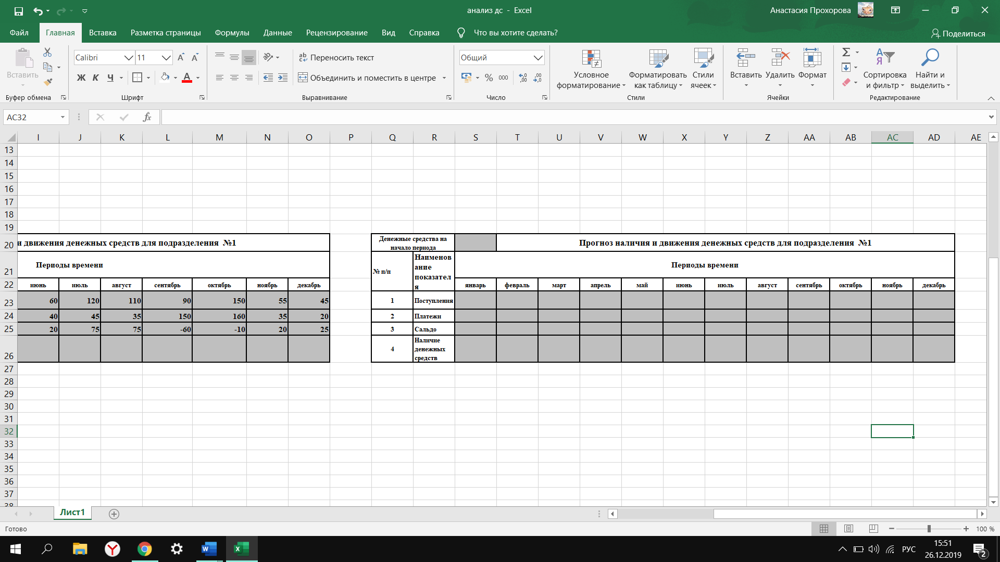 анализ дс - Excel
Анастасия Прохорова
Файл Главная Вставка Разметка страницы Формулы Данные Рецензирование Вид Справка Что вы хотите сделать? Поделиться
Вставить
Буфер обмена
Calibri 11
Ж К Ч А
Шрифт
Переносить текст
Объединить и поместить в центре
Выравнивание
Общий
% 000
Число
Условное форматирование
Форматировать как таблицу
Стили ячеек
Стили
Вставить Удалить Формат
Ячейки
Сортировка и фильтр
Найти и выделить
Редактирование
AC32 fx
I J K L M N O P Q R S T U V W X Y Z AA AB AC AD AE
13
14
15
16
17
18
19
20 и движения денежных средств для подразделения №1 Денежные средства на начало периода Прогноз наличия и движения денежных средств для подразделения №1
21 Периоды времени № п/п Наименование показателя Периоды времени
22 июнь июль август сентябрь октябрь ноябрь декабрь январь февраль март апрель май июнь июль август сентябрь октябрь ноябрь декабрь
23 60 120 110 90 150 55 45 1 Поступления
24 40 45 35 150 160 35 20 2 Платежи
25 20 75 75 -60 -10 20 25 3 Сальдо
26 4 Наличие денежных средств
27
28
29
30
31
32
33
34
35
36
37
38
Лист1
Готово
100 %
РУС
15:51
26.12.2019
2